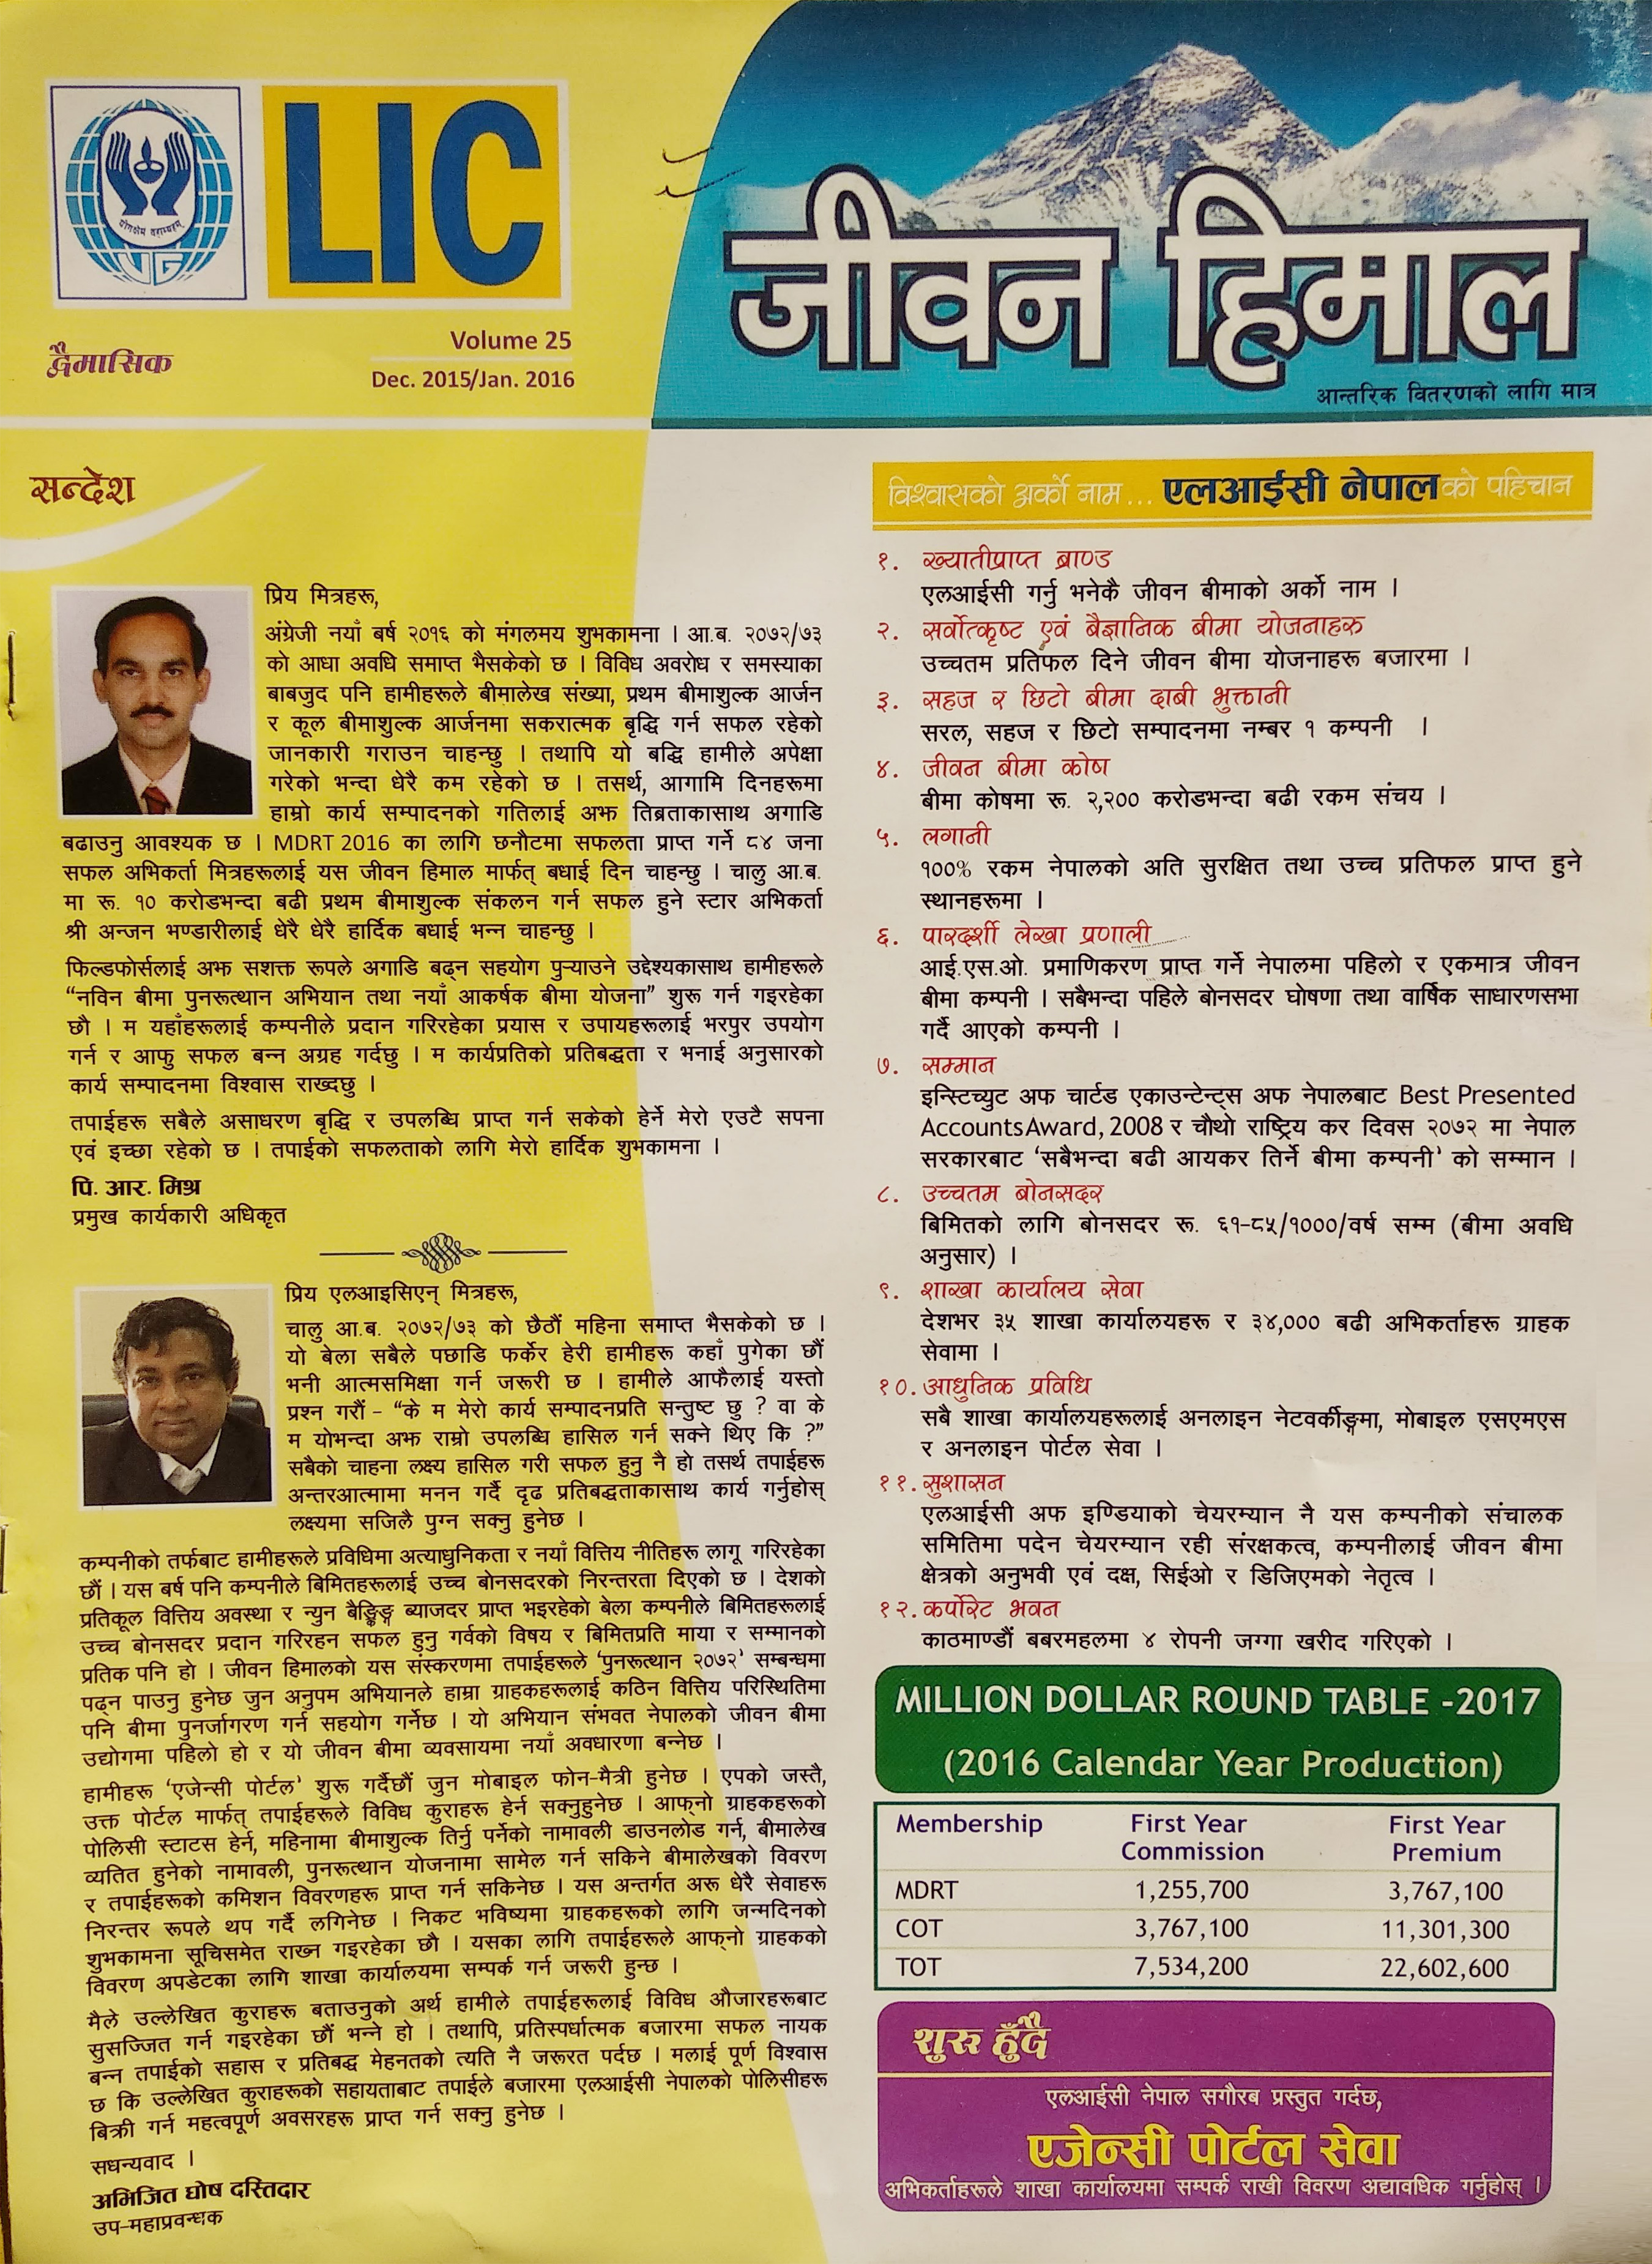 योगक्षेमं वहाम्यहम्
LIC
द्वैमासिक
Volume 25
Dec. 2015/Jan. 2016
जीवन हिमाल
आन्तरिक वितरणको लागि मात्र
सन्देश
प्रिय मित्रहरू,
अंग्रेजी नयाँ बर्ष २०१६ को मंगलमय शुभकामना । आ.ब. २०७२/७३
को आधा अवधि समाप्त भैसकेको छ । विविध अवरोध र समस्याका
बाबजुद पनि हामीहरूले बीमालेख संख्या, प्रथम बीमाशुल्क आर्जन
र कूल बीमाशुल्क आर्जनमा सकरात्मक बृद्धि गर्न सफल रहेको
जानकारी गराउन चाहन्छु । तथापि यो बद्धि हामीले अपेक्षा
गरेको भन्दा धेरै कम रहेको छ । तसर्थ, आगामि दिनहरूमा
हाम्रो कार्य सम्पादनको गतिलाई अझ तिब्रताकासाथ अगाडि
बढाउनु आवश्यक छ । MDRT 2016 का लागि छनौटमा सफलता प्राप्त गर्ने ८४ जना
सफल अभिकर्ता मित्रहरूलाई यस जीवन हिमाल मार्फत् बधाई दिन चाहन्छु । चालु आ.ब.
मा रू. १० करोडभन्दा बढी प्रथम बीमाशुल्क संकलन गर्न सफल हुने स्टार अभिकर्ता
श्री अन्जन भण्डारीलाई धेरै धेरै हार्दिक बधाई भन्न चाहन्छु ।
फिल्डफोर्सलाई अझ सशक्त रूपले अगाडि बढ्न सहयोग पुऱ्याउने उद्देश्यकासाथ हामीहरूले
“नविन बीमा पुनरूत्थान अभियान तथा नयाँ आकर्षक बीमा योजना” शुरू गर्न गइरहेका
छौ । म यहाँहरूलाई कम्पनीले प्रदान गरिरहेका प्रयास र उपायहरूलाई भरपुर उपयोग
गर्न र आफु सफल बन्न अग्रह गर्दछु । म कार्यप्रतिको प्रतिबद्धता र भनाई अनुसारको
कार्य सम्पादनमा विश्वास राख्दछु ।
तपाईहरू सबैले असाधरण बृद्धि र उपलब्धि प्राप्त गर्न सकेको हेर्ने मेरो एउटै सपना
एवं इच्छा रहेको छ । तपाईको सफलताको लागि मेरो हार्दिक शुभकामना ।
पि. आर. मिश्र
प्रमुख कार्यकारी अधिकृत
प्रिय एलआइसिएन् मित्रहरू,
चालु आ.ब. २०७२/७३ को छैठौं महिना समाप्त भैसकेको छ ।
यो बेला सबैले पछाडि फर्केर हेरी हामीहरू कहाँ पुगेका छौं
भनी आत्मसमिक्षा गर्न जरूरी छ । हामीले आफैलाई यस्तो
प्रश्न गरौं – “के म मेरो कार्य सम्पादनप्रति सन्तुष्ट छु ? वा के
म योभन्दा अझ राम्रो उपलब्धि हासिल गर्न सक्ने थिए कि ?”
सबैको चाहना लक्ष्य हासिल गरी सफल हुनु नै हो तसर्थ तपाईहरू
अन्तरआत्मामा मनन गर्दै दृढ प्रतिबद्धताकासाथ कार्य गर्नुहोस्
लक्ष्यमा सजिलै पुग्न सक्नु हुनेछ ।
कम्पनीको तर्फबाट हामीहरूले प्रविधिमा अत्याधुनिकता र नयाँ वित्तिय नीतिहरू लागू गरिरहेका
छौं । यस बर्ष पनि कम्पनीले बिमितहरूलाई उच्च बोनसदरको निरन्तरता दिएको छ । देशको
प्रतिकूल वित्तिय अवस्था र न्युन बैङ्किङ्ग ब्याजदर प्राप्त भइरहेको बेला कम्पनीले बिमितहरूलाई
उच्च बोनसदर प्रदान गरिरहन सफल हुनु गर्वको विषय र बिमितप्रति माया र सम्मानको
प्रतिक पनि हो । जीवन हिमालको यस संस्करणमा तपाईहरूले ‘पुनरूत्थान २०७२’ सम्बन्धमा
पढ्न पाउनु हुनेछ जुन अनुपम अभियानले हाम्रा ग्राहकहरूलाई कठिन वित्तिय परिस्थितिमा
पनि बीमा पुनर्जागरण गर्न सहयोग गर्नेछ । यो अभियान संभवत नेपालको जीवन बीमा
उद्योगमा पहिलो हो र यो जीवन बीमा व्यवसायमा नयाँ अवधारणा बन्नेछ ।
हामीहरू ‘एजेन्सी पोर्टल’ शुरू गर्दैछौं जुन मोबाइल फोन-मैत्री हुनेछ । एपको जस्तै,
उक्त पोर्टल मार्फत् तपाईहरूले विविध कुराहरू हेर्न सक्नुहुनेछ । आफ्नो ग्राहकहरूको
पोलिसी स्टाटस हेर्न, महिनामा बीमाशुल्क तिर्नु पर्नेको नामावली डाउनलोड गर्न, बीमालेख
व्यतित हुनेको नामावली, पुनरूत्थान योजनामा सामेल गर्न सकिने बीमालेखको विवरण
र तपाईहरूको कमिशन विवरणहरू प्राप्त गर्न सकिनेछ । यस अन्तर्गत अरू धेरै सेवाहरू
निरन्तर रूपले थप गर्दै लगिनेछ । निकट भविष्यमा ग्राहकहरूको लागि जन्मदिनको
शुभकामना सूचिसमेत राख्न गइरहेका छौ । यसका लागि तपाईहरूले आफ्नो ग्राहकको
विवरण अपडेटका लागि शाखा कार्यालयमा सम्पर्क गर्न जरूरी हुन्छ ।
मैले उल्लेखित कुराहरू बताउनुको अर्थ हामीले तपाईहरूलाई विविध औजारहरूबाट
सुसज्जित गर्न गइरहेका छौं भन्ने हो । तथापि, प्रतिस्पर्धात्मक बजारमा सफल नायक
बन्न तपाईको सहास र प्रतिबद्ध मेहनतको त्यति नै जरूरत पर्दछ । मलाई पूर्ण विश्वास
छ कि उल्लेखित कुराहरूको सहायताबाट तपाईले बजारमा एलआईसी नेपालको पोलिसीहरू
बिक्री गर्न महत्वपूर्ण अवसरहरू प्राप्त गर्न सक्नु हुनेछ ।
सधन्यवाद ।
अभिजित घोष दस्तिदार
उप-महाप्रवन्धक
विश्वासको अर्को नाम... एलआईसी नेपालको पहिचान
१. ख्यातीप्राप्त ब्राण्ड
एलआईसी गर्नु भनेकै जीवन बीमाको अर्को नाम ।
२. सर्वोत्कृष्ट एवं बैज्ञानिक बीमा योजनाहरू
उच्चतम प्रतिफल दिने जीवन बीमा योजनाहरू बजारमा ।
३. सहज र छिटो बीमा दाबी भुक्तानी
सरल, सहज र छिटो सम्पादनमा नम्बर १ कम्पनी ।
४. जीवन बीमा कोष
बीमा कोषमा रू. २,२०० करोडभन्दा बढी रकम संचय ।
५. लगानी
१००% रकम नेपालको अति सुरक्षित तथा उच्च प्रतिफल प्राप्त हुने
स्थानहरूमा ।
६. पारदर्शी लेखा प्रणाली
आई.एस.ओ. प्रमाणिकरण प्राप्त गर्ने नेपालमा पहिलो र एकमात्र जीवन
बीमा कम्पनी । सबैभन्दा पहिले बोनसदर घोषणा तथा वार्षिक साधारणसभा
गर्दै आएको कम्पनी ।
७. सम्मान
इन्स्टिच्युट अफ चार्टड एकाउन्टेन्ट्स अफ नेपालबाट Best Presented
Accounts Award, 2008 र चौथो राष्ट्रिय कर दिवस २०७२ मा नेपाल
सरकारबाट ‘सबैभन्दा बढी आयकर तिर्ने बीमा कम्पनी’ को सम्मान ।
८. उच्चतम बोनसदर
बिमितको लागि बोनसदर रू. ६१–८५/१०००/वर्ष सम्म (बीमा अवधि
अनुसार) ।
९. शाखा कार्यालय सेवा
देशभर ३५ शाखा कार्यालयहरू र ३४,००० बढी अभिकर्ताहरू ग्राहक
सेवामा ।
१०. आधुनिक प्रविधि
सबै शाखा कार्यालयहरूलाई अनलाइन नेटवर्कीङ्गमा, मोबाइल एसएमएस
र अनलाइन पोर्टल सेवा ।
११. सुशासन
एलआईसी अफ इण्डियाको चेयरम्यान नै यस कम्पनीको संचालक
समितिमा पदेन चेयरम्यान रही संरक्षकत्व, कम्पनीलाई जीवन बीमा
क्षेत्रको अनुभवी एवं दक्ष, सिईओ र डिजिएमको नेतृत्व ।
१२. कर्पोरेट भवन
काठमाण्डौं बबरमहलमा ४ रोपनी जग्गा खरीद गरिएको ।
MILLION DOLLAR ROUND TABLE -2017
(2016 Calendar Year Production)
Membership First Year Commission First Year Premium
MDRT 1,255,700 3,767,100
COT 3,767,100 11,301,300
TOT 7,534,200 22,602,600
शुरू हुँदै
एलआईसी नेपाल सगौरब प्रस्तुत गर्दछ,
एजेन्सी पोर्टल सेवा
अभिकर्ताहरूले शाखा कार्यालयमा सम्पर्क राखी विवरण अद्यावधिक गर्नुहोस् ।